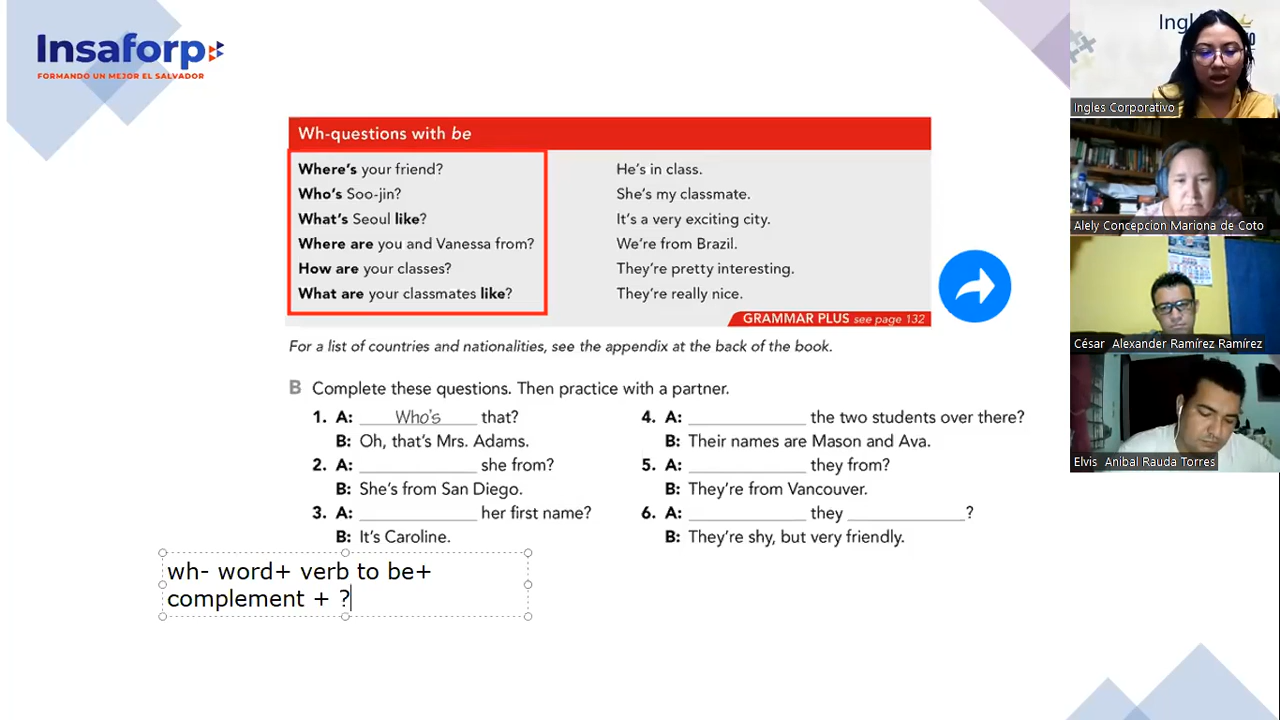 Insaforp
FORMANDO UN MEJOR EL SALVADOR
Wh-questions with be
Where's your friend?
He's in class.
Who's Soo-jin?
She's my classmate.
What's Seoul like?
It's a very exciting city.
Where are you and Vanessa from?
We're from Brazil.
How are your classes?
They're pretty interesting.
What are your classmates like?
They're really nice.
GRAMMAR PLUS see page 132
For a list of countries and nationalities, see the appendix at the back of the book.
B Complete these questions. Then practice with a partner.
1. A: Who's that?
B: Oh, that's Mrs. Adams.
2. A: ____________ she from?
B: She's from San Diego.
3. A: ____________ her first name?
B: It's Caroline.
4. A: ____________ the two students over there?
B: Their names are Mason and Ava.
5. A: ____________ they from?
B: They're from Vancouver.
6. A: ____________ they ____________?
B: They're shy, but very friendly.
wh- word+ verb to be+
complement + ?
Ingles Corporativo
Alely Concepcion Mariona de Coto
César Alexander Ramírez Ramírez
Elvis Anibal Rauda Torres